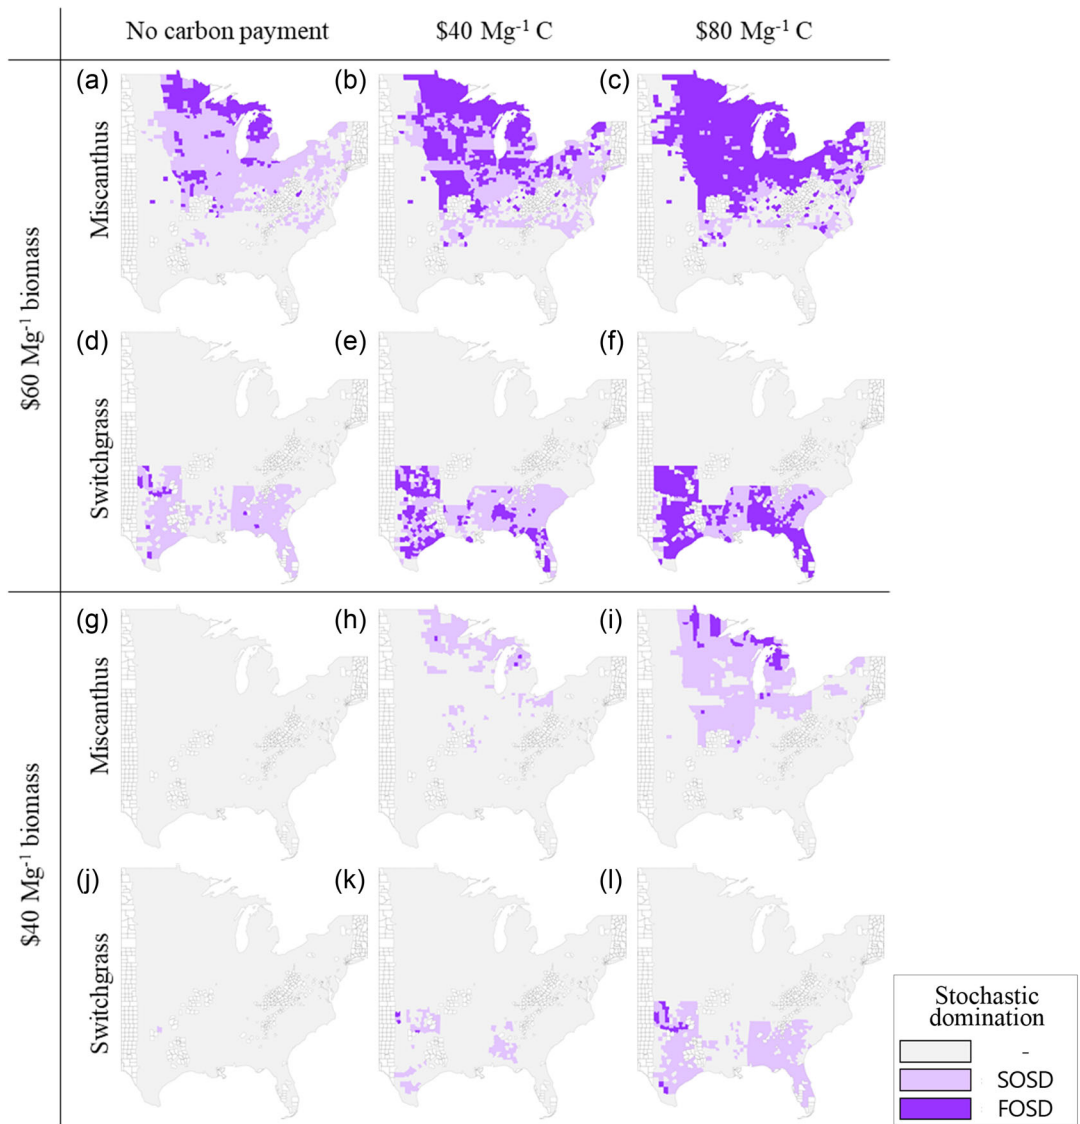 No carbon payment $40 Mg⁻¹ C $80 Mg⁻¹ C
$60 Mg⁻¹ biomass
Miscanthus
(a) (b) (c)
Switchgrass
(d) (e) (f)
$40 Mg⁻¹ biomass
Miscanthus
(g) (h) (i)
Switchgrass
(j) (k) (l)
Stochastic
domination
-
SOSD
FOSD